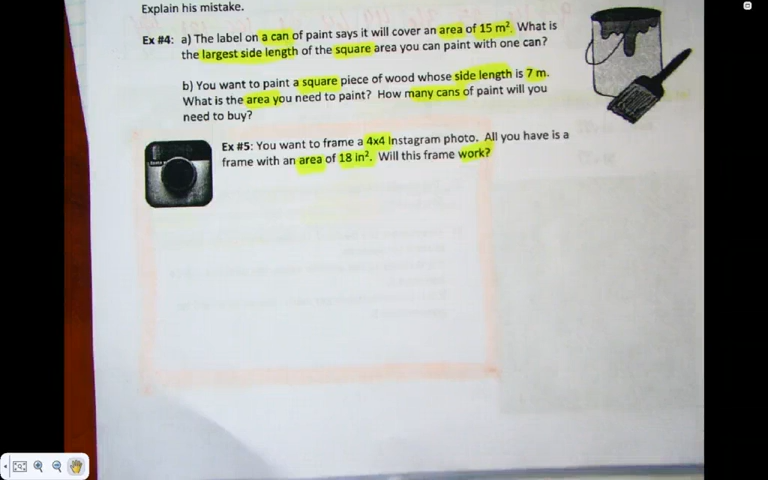 Explain his mistake.
Ex #4: a) The label on a can of paint says it will cover an area of 15 m². What is
the largest side length of the square area you can paint with one can?
b) You want to paint a square piece of wood whose side length is 7 m.
What is the area you need to paint? How many cans of paint will you
need to buy?
Ex #5: You want to frame a 4x4 Instagram photo. All you have is a
frame with an area of 18 in². Will this frame work?